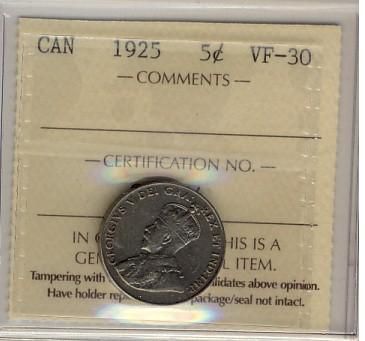 CAN 1925 5¢ VF-30
— COMMENTS —
— CERTIFICATION NO. —
GEORGIVS V DEI GRA: REX ET IND:IMP:
IN HIS IS A
GE ITEM.
Tampering with idates above opinion.
Have holder rep package/seal not intact.